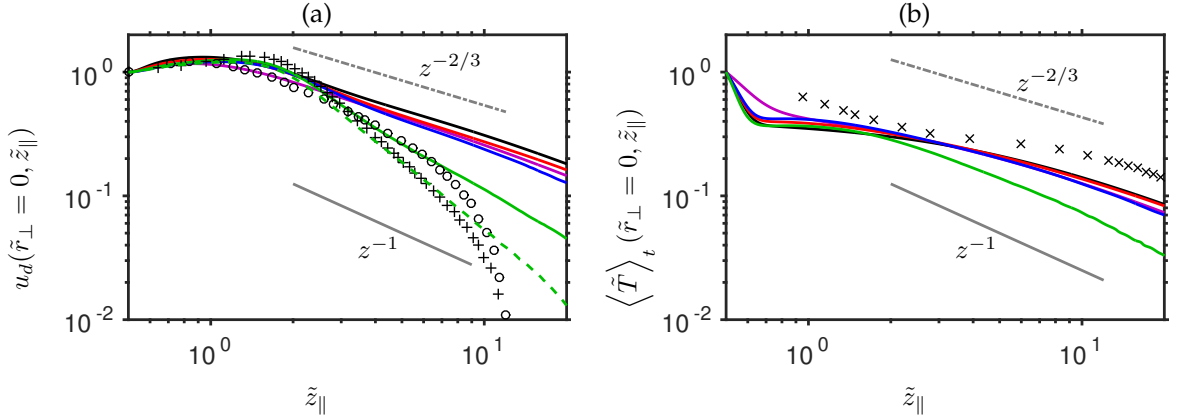 (a)
u_d(r̃_⊥ = 0, z̃_∥)
10^0
10^-1
10^-2
z^{-2/3}
z^{-1}
10^0
10^1
z̃_∥
(b)
⟨T̃⟩_t (r̃_⊥ = 0, z̃_∥)
10^0
10^-1
10^-2
z^{-2/3}
z^{-1}
10^0
10^1
z̃_∥